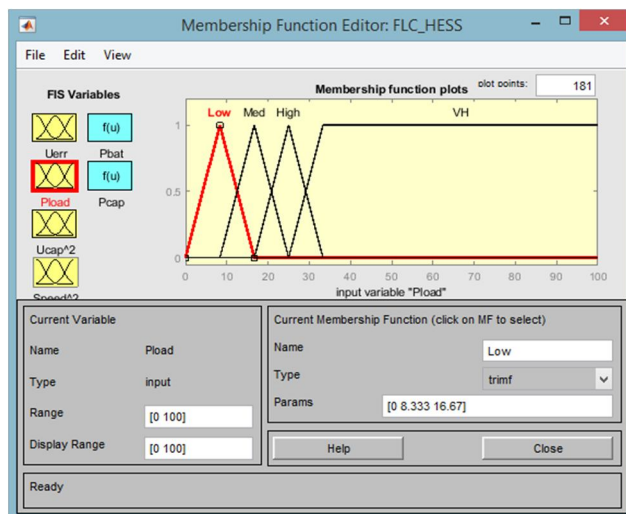 Membership Function Editor: FLC_HESS
File Edit View
FIS Variables
Uerr
f(u)
Pbat
Pload
f(u)
Pcap
Ucap^2
Speed^2
Membership function plots
plot points:
181
Low Med High VH
1
0.5
0
0 10 20 30 40 50 60 70 80 90 100
input variable "Pload"
Current Variable
Name Pload
Type input
Range [0 100]
Display Range [0 100]
Current Membership Function (click on MF to select)
Name Low
Type trimf
Params [0 8.333 16.67]
Help Close
Ready